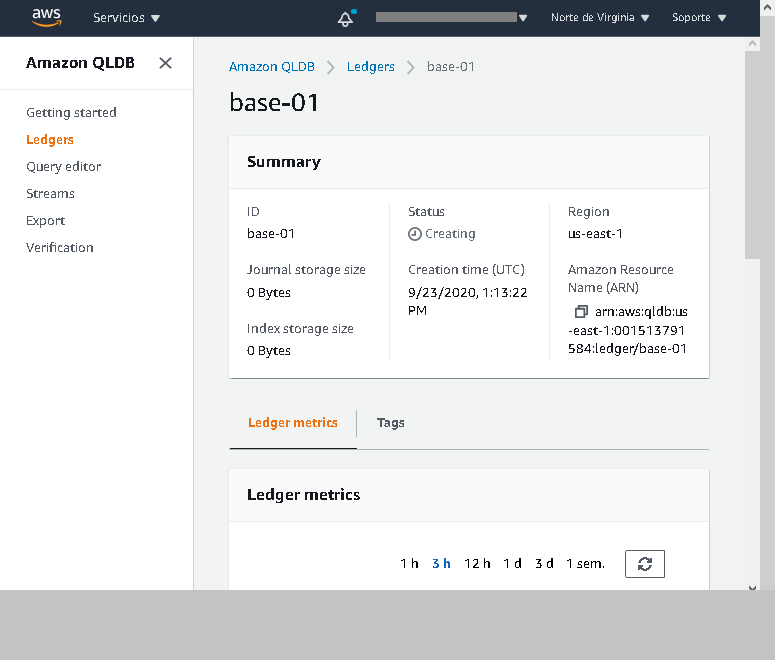 aws Servicios Norte de Virginia Soporte
Amazon QLDB
Getting started
Ledgers
Query editor
Streams
Export
Verification
Amazon QLDB Ledgers base-01
base-01
Summary
ID
base-01
Journal storage size
0 Bytes
Index storage size
0 Bytes
Status
Creating
Creation time (UTC)
9/23/2020, 1:13:22
PM
Region
us-east-1
Amazon Resource
Name (ARN)
arn:aws:qldb:us
-east-1:001513791
584:ledger/base-01
Ledger metrics Tags
Ledger metrics
1 h 3 h 12 h 1 d 3 d 1 sem.